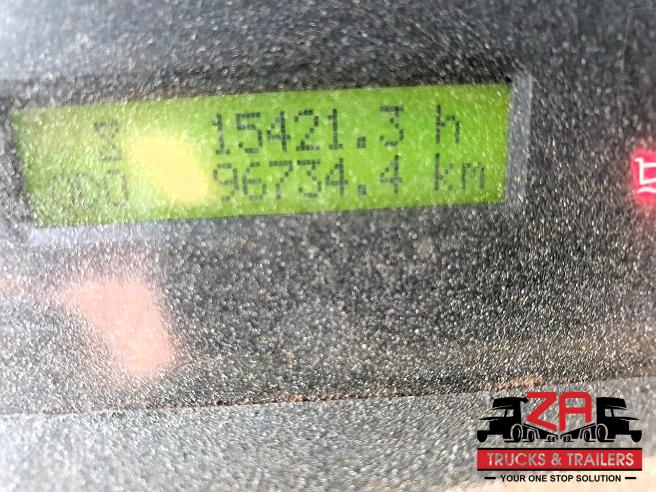 15421.3 h
96734.4 km
ZA
TRUCKS & TRAILERS
YOUR ONE STOP SOLUTION